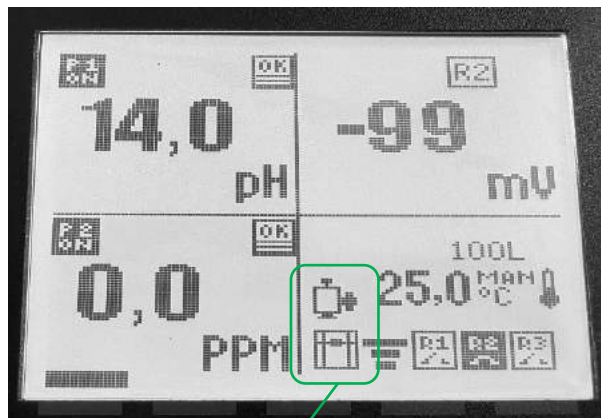 P1 ON OK
14,0
pH
R2
-99
mV
P2 ON OK
0,0
PPM
100L
25,0 MAN °C
R1 R2 R3